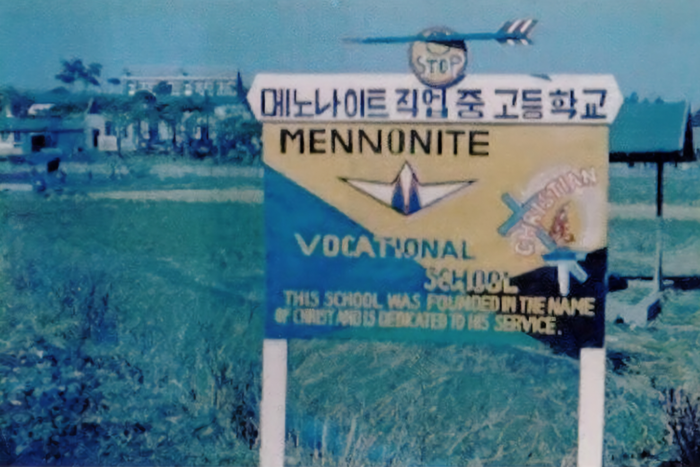 STOP
메노나이트 직업 중 고등 학교
MENNONITE
CHRISTIAN
VOCATIONAL
SCHOOL
THIS SCHOOL WAS FOUNDED IN THE NAME
OF CHRIST AND IS DEDICATED TO HIS SERVICE.